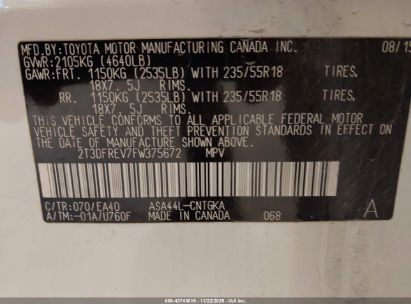 MFD.BY:TOYOTA MOTOR MANUFACTURING CANADA INC. 08/15
GVWR:2105KG (4640LB)
GAWR:FRT. 1150KG (2535LB) WITH 235/55R18 TIRES,
18X7.5J RIMS.
RR. 1150KG (2535LB) WITH 235/55R18 TIRES,
18X7.5J RIMS.
THIS VEHICLE CONFORMS TO ALL APPLICABLE FEDERAL MOTOR
VEHICLE SAFETY AND BUMPER STANDARDS IN EFFECT ON THE DATE OF
MANUFACTURE SHOWN ABOVE.
2T3DFREV7FW375672 MPV
C/TR:070/EA40 ASA44L-CNTGKA
A/TM:-01A/U760F MADE IN CANADA 068 A